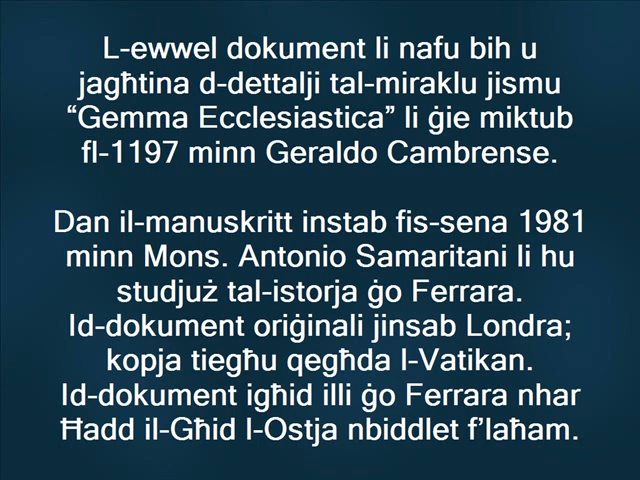 L-ewwel dokument li nafu bih u
jagħtina d-dettalji tal-miraklu jismu
“Gemma Ecclesiastica” li ġie miktub
fl-1197 minn Geraldo Cambrense.
Dan il-manuskritt instab fis-sena 1981
minn Mons. Antonio Samaritani li hu
studjuż tal-istorja ġo Ferrara.
Id-dokument oriġinali jinsab Londra;
kopja tiegħu qegħda l-Vatikan.
Id-dokument igħid illi ġo Ferrara nhar
Ħadd il-Għid l-Ostja nbiddlet f’laħam.